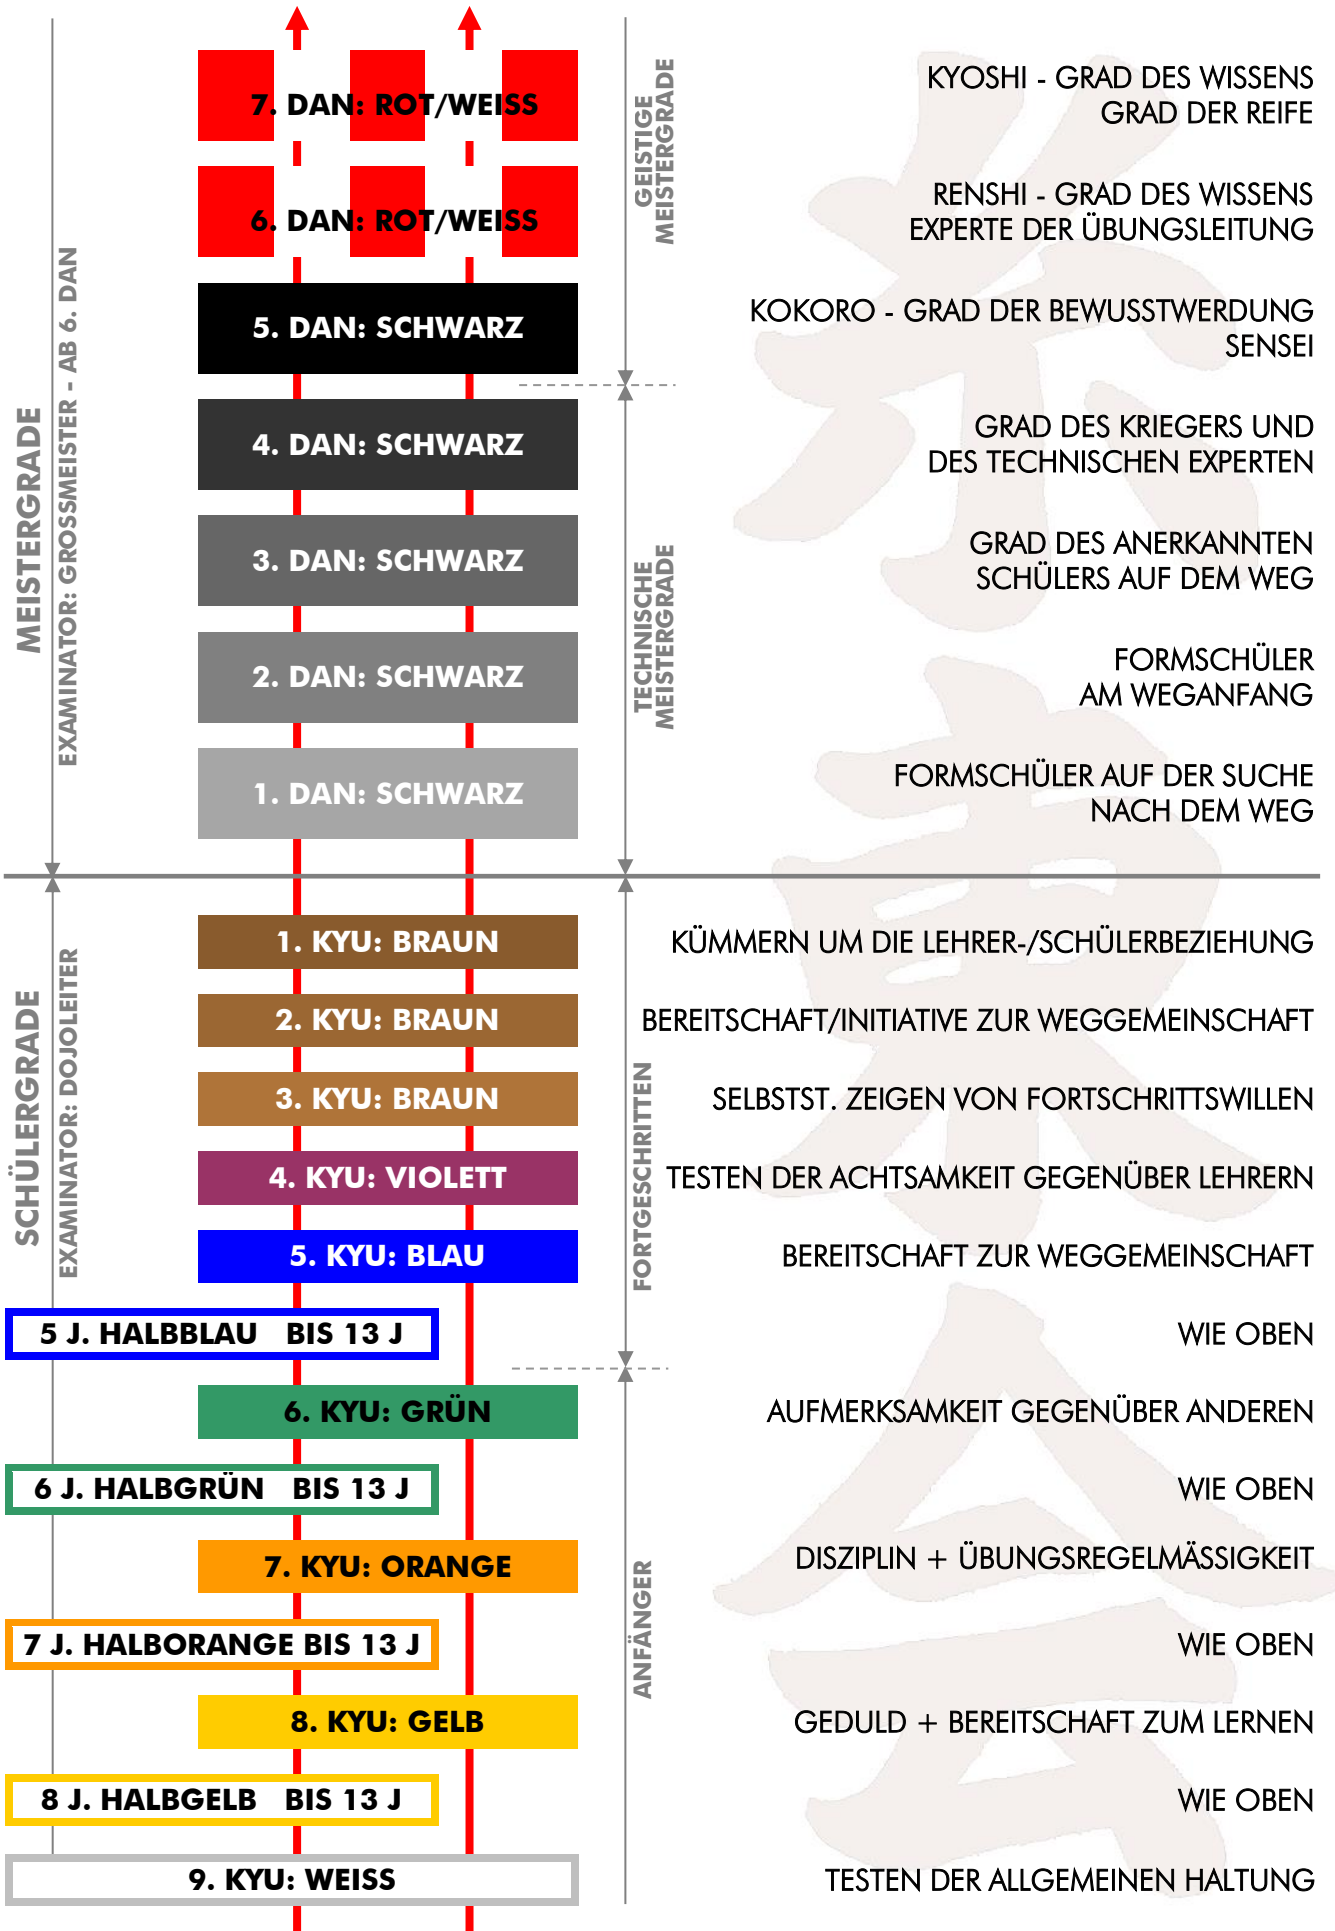 7. DAN: ROT/WEISS
KYOSHI - GRAD DES WISSENS
GRAD DER REIFE
6. DAN: ROT/WEISS
RENSHI - GRAD DES WISSENS
EXPERTE DER ÜBUNGSLEITUNG
5. DAN: SCHWARZ
KOKORO - GRAD DER BEWUSSTWERDUNG
SENSEI
GEISTIGE
MEISTERGRADE
4. DAN: SCHWARZ
GRAD DES KRIEGERS UND
DES TECHNISCHEN EXPERTEN
3. DAN: SCHWARZ
GRAD DES ANERKANNTEN
SCHÜLERS AUF DEM WEG
2. DAN: SCHWARZ
FORMSCHÜLER
AM WEGANFANG
1. DAN: SCHWARZ
FORMSCHÜLER AUF DER SUCHE
NACH DEM WEG
TECHNISCHE
MEISTERGRADE
MEISTERGRADE
EXAMINATOR: GROSSMEISTER - AB 6. DAN
1. KYU: BRAUN
KÜMMERN UM DIE LEHRER-/SCHÜLERBEZIEHUNG
2. KYU: BRAUN
BEREITSCHAFT/INITIATIVE ZUR WEGGEMEINSCHAFT
3. KYU: BRAUN
SELBSTST. ZEIGEN VON FORTSCHRITTSWILLEN
4. KYU: VIOLETT
TESTEN DER ACHTSAMKEIT GEGENÜBER LEHRERN
5. KYU: BLAU
BEREITSCHAFT ZUR WEGGEMEINSCHAFT
5 J. HALBBLAU BIS 13 J
WIE OBEN
FORTGESCHRITTEN
6. KYU: GRÜN
AUFMERKSAMKEIT GEGENÜBER ANDEREN
6 J. HALBGRÜN BIS 13 J
WIE OBEN
7. KYU: ORANGE
DISZIPLIN + ÜBUNGSREGELMÄSSIGKEIT
7 J. HALBORANGE BIS 13 J
WIE OBEN
8. KYU: GELB
GEDULD + BEREITSCHAFT ZUM LERNEN
8 J. HALBGELB BIS 13 J
WIE OBEN
9. KYU: WEISS
TESTEN DER ALLGEMEINEN HALTUNG
ANFÄNGER
SCHÜLERGRADE
EXAMINATOR: DOJOLEITER
糸
東
会